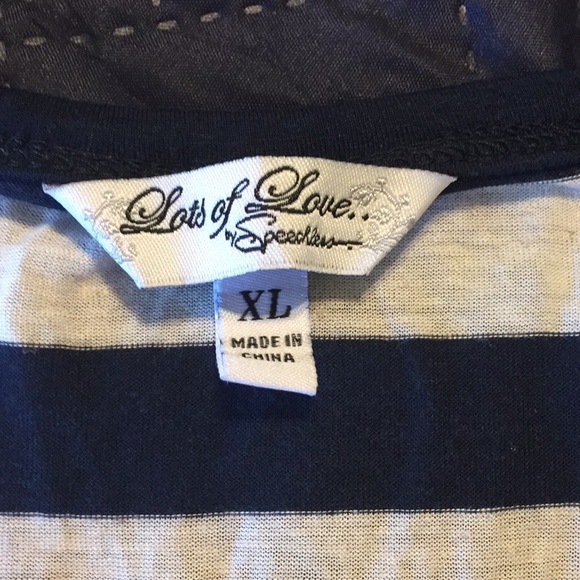 Lots of Love..
by Speechless
XL
MADE IN
CHINA